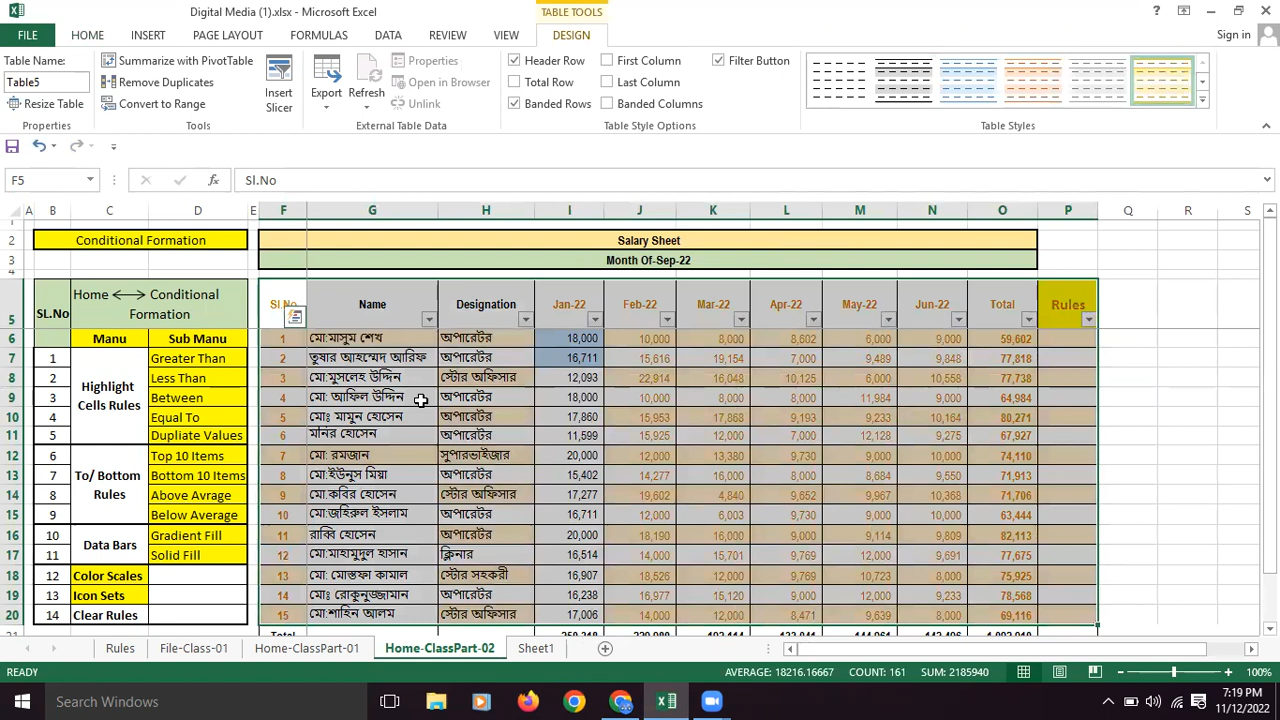 Digital Media (1).xlsx - Microsoft Excel
TABLE TOOLS
FILE HOME INSERT PAGE LAYOUT FORMULAS DATA REVIEW VIEW DESIGN Sign in
Table Name:
Table5
Resize Table
Properties
Summarize with PivotTable
Remove Duplicates
Convert to Range
Tools
Insert Slicer
Export Refresh
Properties
Open in Browser
Unlink
External Table Data
Header Row First Column Filter Button
Total Row Last Column
Banded Rows Banded Columns
Table Style Options
Table Styles
F5 Sl.No
A B C D E F G H I J K L M N O P Q R S
2 Conditional Formation Salary Sheet
3 Month Of-Sep-22
4
5 SL.No Home Conditional Formation Sl.No Name Designation Jan-22 Feb-22 Mar-22 Apr-22 May-22 Jun-22 Total Rules
6 Manu Sub Manu 1 মো:মাসুম শেখ অপারেটর 18,000 10,000 8,000 8,602 6,000 9,000 59,602
7 1 Greater Than 2 তুষার আহম্মেদ আরিফ অপারেটর 16,711 15,616 19,154 7,000 9,489 9,848 77,818
8 2 Highlight Cells Rules Less Than 3 মো:মুসলেহ উদ্দিন স্টোর অফিসার 12,093 22,914 16,048 10,125 6,000 10,558 77,738
9 3 Between 4 মো: আফিল উদ্দিন অপারেটর 18,000 10,000 8,000 8,000 11,984 9,000 64,984
10 4 Equal To 5 মোঃ মামুন হোসেন অপারেটর 17,860 15,953 17,868 9,193 9,233 10,164 80,271
11 5 Dupliate Values 6 মনির হোসেন অপারেটর 11,599 15,925 12,000 7,000 12,128 9,275 67,927
12 6 Top 10 Items 7 মো: রমজান সুপারভাইজার 20,000 12,000 13,380 9,730 9,000 10,000 74,110
13 7 To/ Bottom Rules Bottom 10 Items 8 মো:ইউনুস মিয়া অপারেটর 15,402 14,277 16,000 8,000 8,684 9,550 71,913
14 8 Above Avrage 9 মো:কবির হোসেন স্টোর অফিসার 17,277 19,602 4,840 9,652 9,967 10,368 71,706
15 9 Below Average 10 মো:জহিরুল ইসলাম অপারেটর 16,711 12,000 6,003 9,730 9,000 10,000 63,444
16 10 Data Bars Gradient Fill 11 রাব্বি হোসেন অপারেটর 20,000 18,190 16,000 9,000 9,114 9,809 82,113
17 11 Solid Fill 12 মো:মাহামুদুল হাসান ক্লিনার 16,514 14,000 15,701 9,769 12,000 9,691 77,675
18 12 Color Scales 13 মো: মোস্তফা কামাল স্টোর সহকরী 16,907 18,526 12,000 9,769 10,723 8,000 75,925
19 13 Icon Sets 14 মোঃ রোকুনুজ্জামান অপারেটর 16,238 16,977 15,120 9,000 12,000 9,233 78,568
20 14 Clear Rules 15 মো:শাহিন আলম স্টোর অফিসার 17,006 14,000 12,000 8,471 9,639 8,000 69,116
Rules File-Class-01 Home-ClassPart-01 Home-ClassPart-02 Sheet1
READY AVERAGE: 18216.16667 COUNT: 161 SUM: 2185940 100%
Search Windows
7:19 PM
11/12/2022